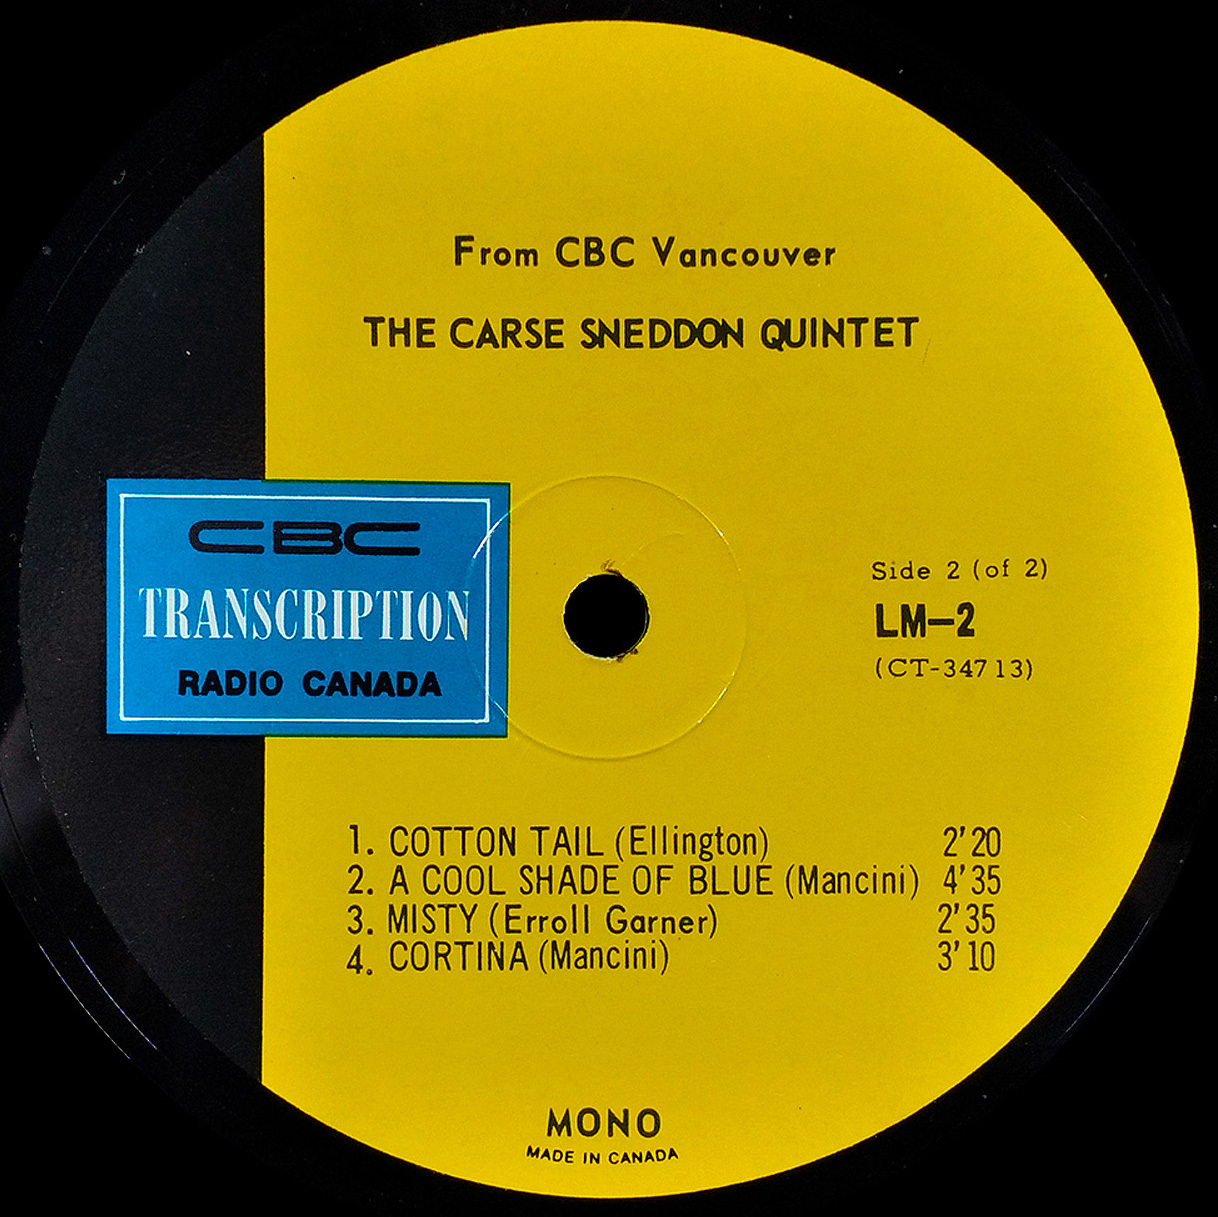 From CBC Vancouver
THE CARSE SNEDDON QUINTET
CBC
TRANSCRIPTION
RADIO CANADA
Side 2 (of 2)
LM-2
(CT-34713)
1. COTTON TAIL (Ellington) 2'20
2. A COOL SHADE OF BLUE (Mancini) 4'35
3. MISTY (Erroll Garner) 2'35
4. CORTINA (Mancini) 3'10
MONO
MADE IN CANADA